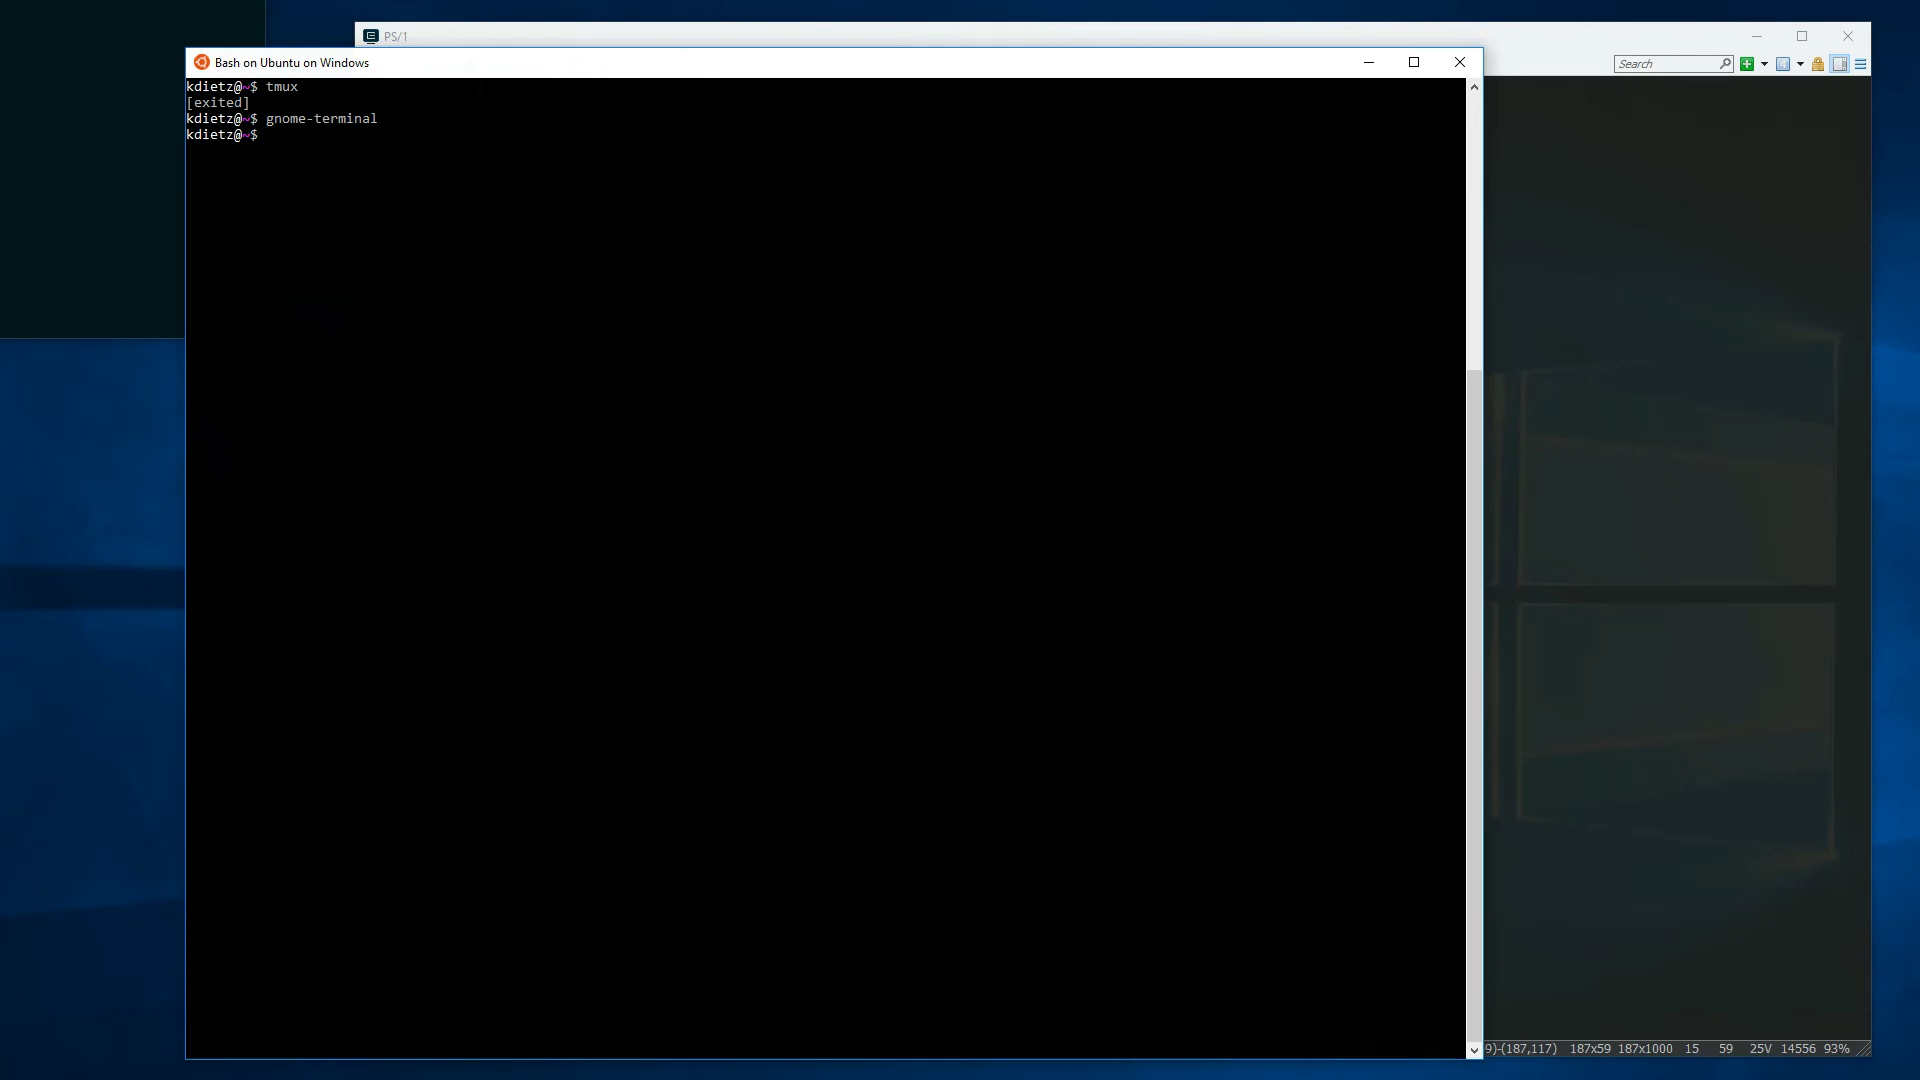 PS/1
Bash on Ubuntu on Windows
Search
kdietz@~$ tmux
[exited]
kdietz@~$ gnome-terminal
kdietz@~$
9)-(187,117) 187x59 187x1000 15 59 25V 14556 93%